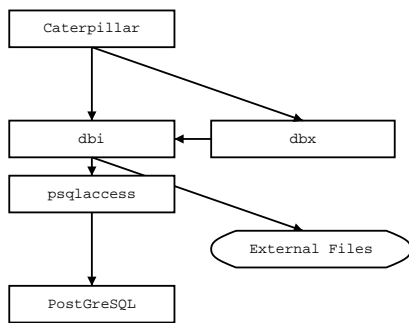 Caterpillar
dbi
dbx
psqlaccess
External Files
PostGreSQL